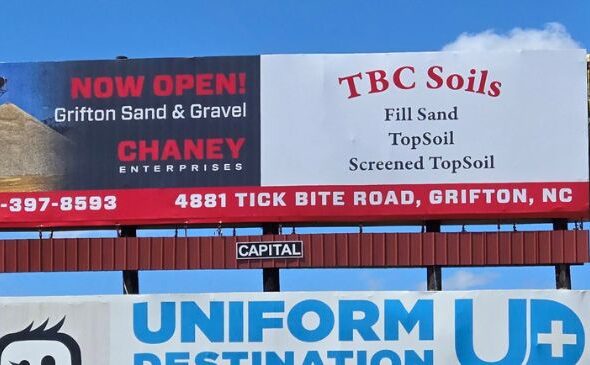 NOW OPEN!
Grifton Sand & Gravel
CHANEY
ENTERPRISES
TBC Soils
Fill Sand
TopSoil
Screened TopSoil
-397-8593
4881 TICK BITE ROAD, GRIFTON, NC
CAPITAL
UNIFORM
DESTINATION
UD